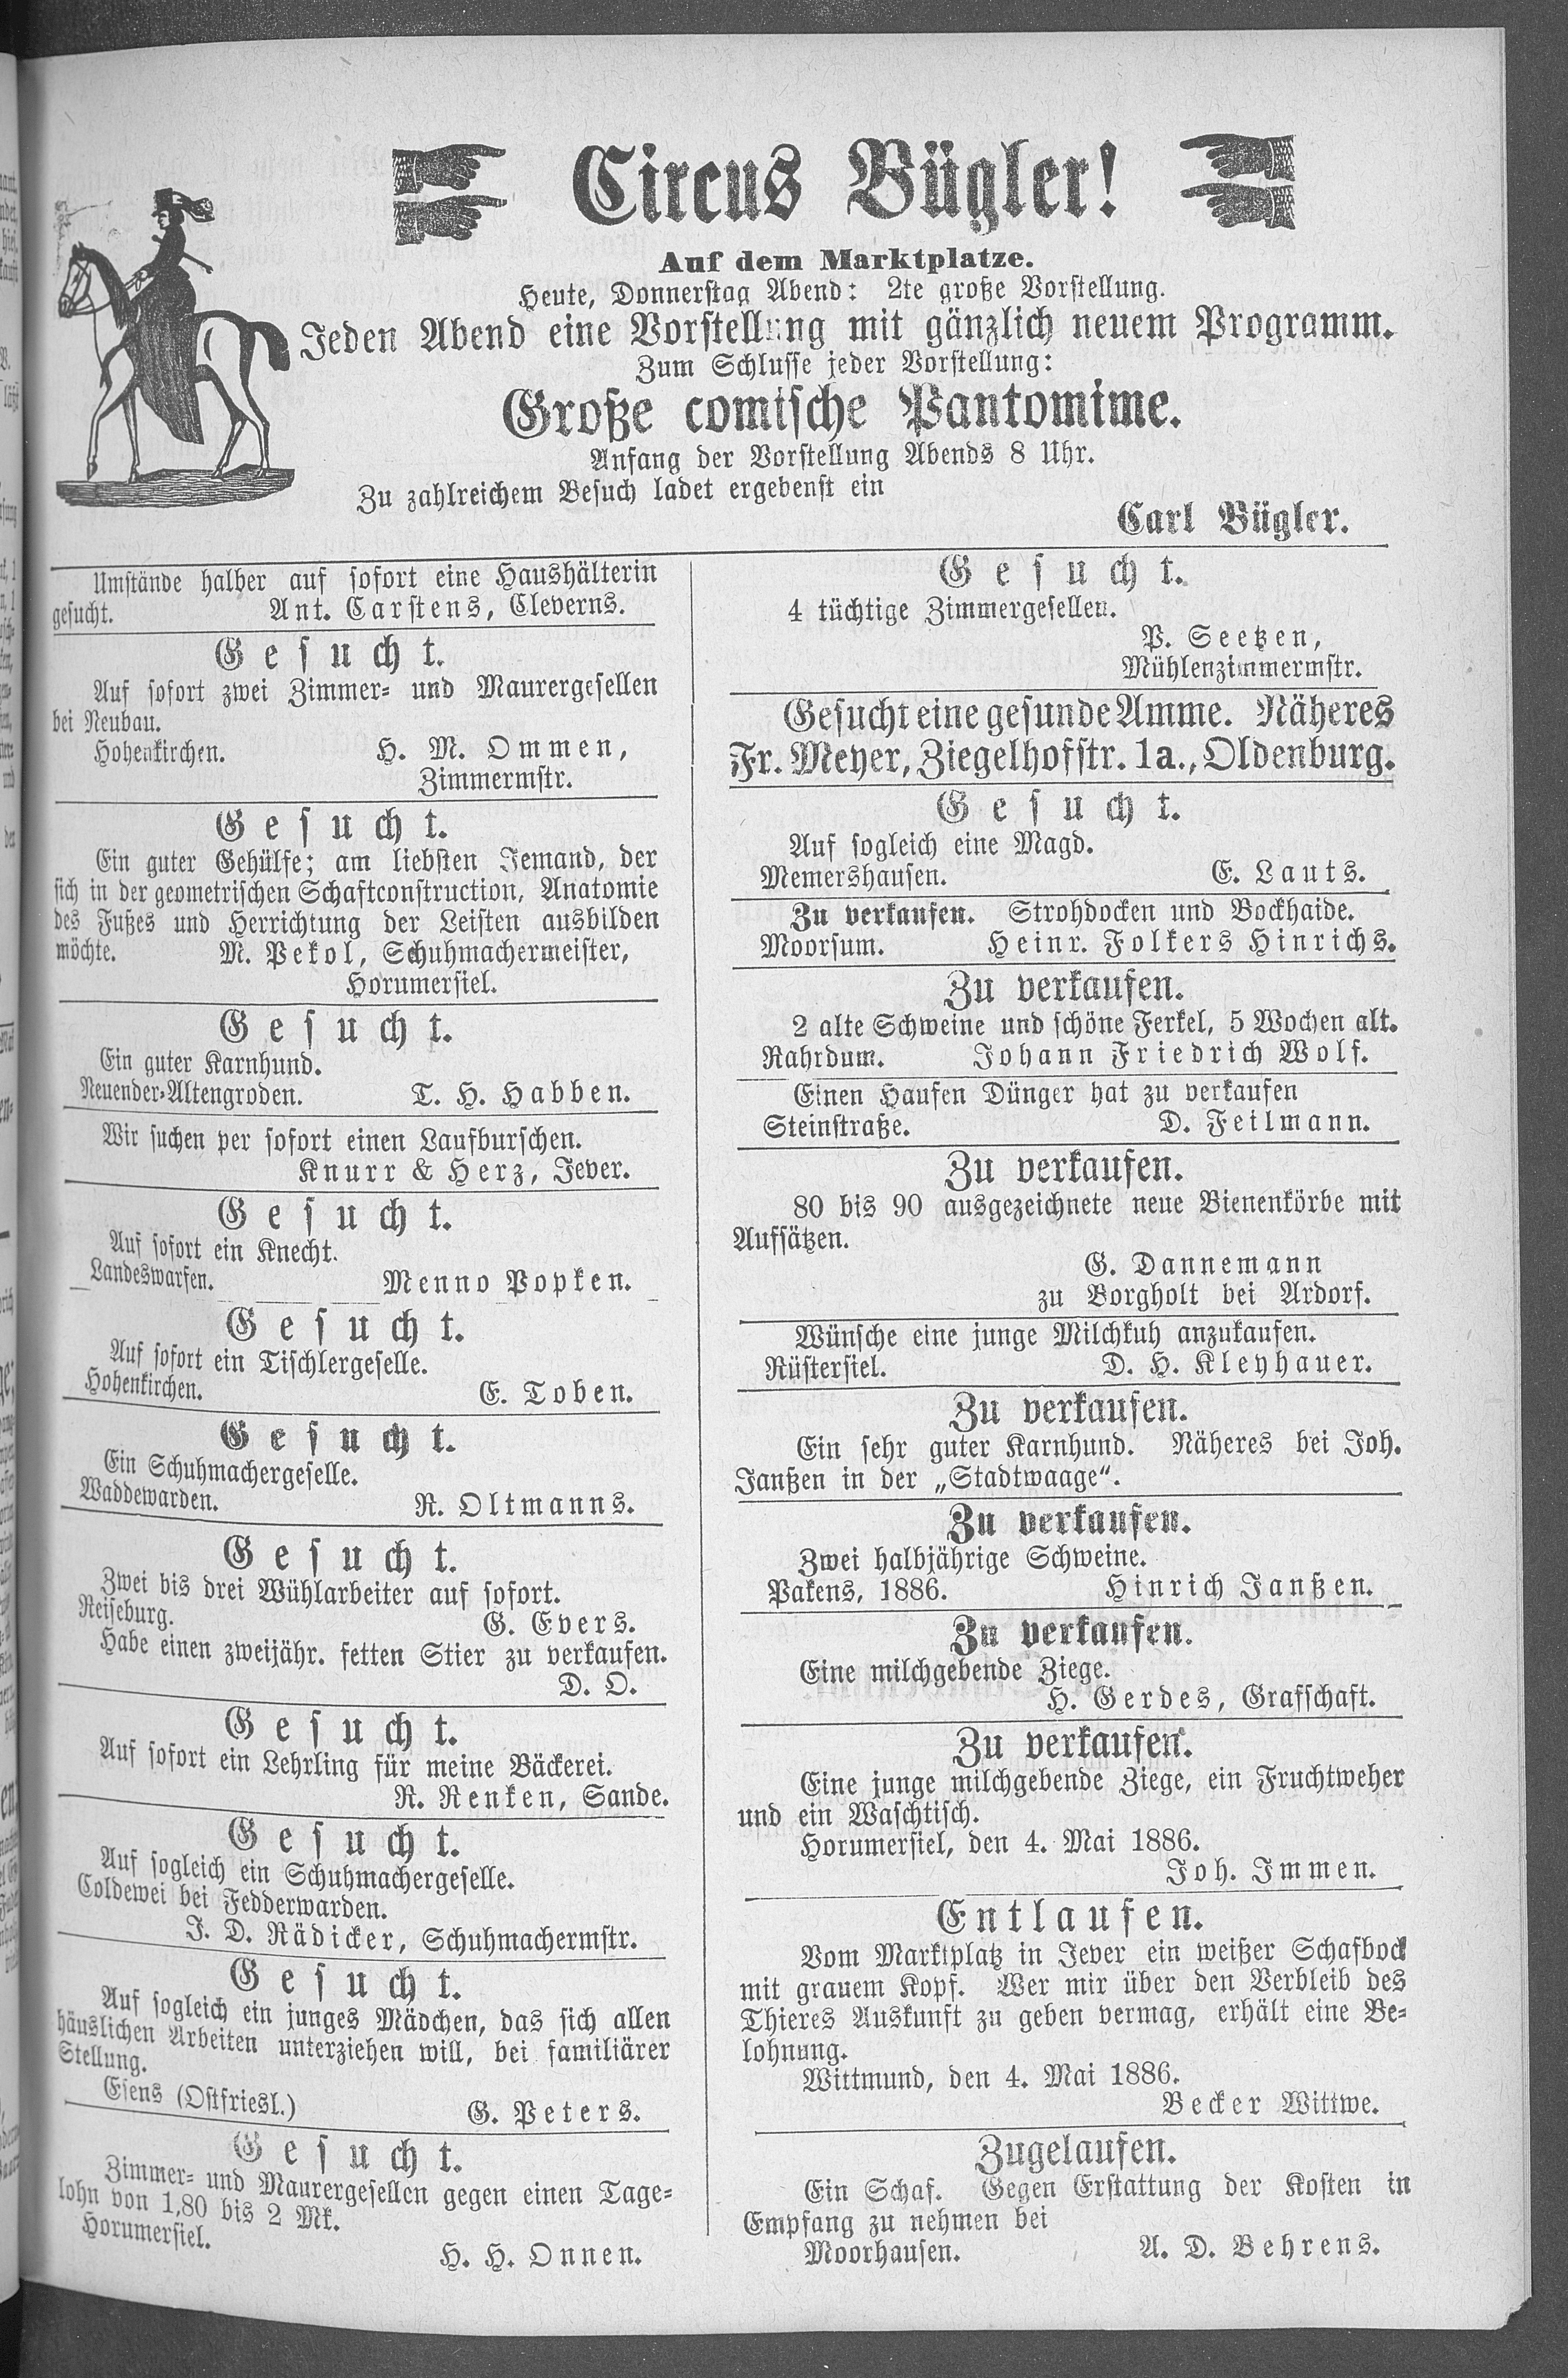 Circus Bügler!
Auf dem Marktplatze.
Heute, Donnerstag Abend: 2te große Vorstellung.
Jeden Abend eine Vorstellung mit gänzlich neuem Programm.
Zum Schlusse jeder Vorstellung:
Große comische Pantomime.
Anfang der Vorstellung Abends 8 Uhr.
Zu zahlreichem Besuch ladet ergebenst ein
Carl Bügler.
Umstände halber auf sofort eine Haushälterin
gesucht. Ant. Carstens, Cleverns.
Gesucht.
Auf sofort zwei Zimmer- und Maurergesellen
bei Neubau.
Hohenkirchen. H. M. Ommen,
Zimmermstr.
Gesucht.
Ein guter Gehülfe; am liebsten Jemand, der
sich in der geometrischen Schaftconstruction, Anatomie
des Fußes und Herrichtung der Leisten ausbilden
möchte. M. Pekol, Schuhmachermeister,
Horumersiel.
Gesucht.
Ein guter Karnhund.
Neuender-Altengroden. T. H. Habben.
Wir suchen per sofort einen Laufburschen.
Knurr & Herz, Jever.
Gesucht.
Auf sofort ein Knecht.
Landeswarfen. Menno Popken.
Gesucht.
Auf sofort ein Tischlergeselle.
Hohenkirchen. E. Toben.
Gesucht.
Ein Schuhmachergeselle.
Waddewarden. R. Oltmanns.
Gesucht.
Zwei bis drei Wühlarbeiter auf sofort.
Reiseburg. G. Evers.
Habe einen zweijähr. fetten Stier zu verkaufen.
D. O.
Gesucht.
Auf sofort ein Lehrling für meine Bäckerei.
R. Renken, Sande.
Gesucht.
Auf sogleich ein Schuhmachergeselle.
Coldewei bei Fedderwarden.
J. D. Rädicker, Schuhmachermstr.
Gesucht.
Auf sogleich ein junges Mädchen, das sich allen
häuslichen Arbeiten unterziehen will, bei familiärer
Stellung.
Esens (Ostfriesl.) G. Peters.
Gesucht.
Zimmer- und Maurergesellen gegen einen Tage-
lohn von 1,80 bis 2 Mk.
Horumersiel.
H. H. Onnen.
Gesucht.
4 tüchtige Zimmergesellen.
P. Seetzen,
Mühlenzimmermstr.
Gesucht eine gesunde Amme. Näheres
Fr. Meyer, Ziegelhofstr. 1a., Oldenburg.
Gesucht.
Auf sogleich eine Magd.
Memershausen. E. Lauts.
Zu verkaufen. Strohdocken und Bockhaide.
Moorsum. Heinr. Folkers Hinrichs.
Zu verkaufen.
2 alte Schweine und schöne Ferkel, 5 Wochen alt.
Rahrdum. Johann Friedrich Wolf.
Einen Haufen Dünger hat zu verkaufen
Steinstraße. D. Feilmann.
Zu verkaufen.
80 bis 90 ausgezeichnete neue Bienenkörbe mit
Aufsätzen.
G. Dannemann
zu Borgholt bei Ardorf.
Wünsche eine junge Milchkuh anzukaufen.
Rüstersiel. D. H. Kleyhauer.
Zu verkaufen.
Ein sehr guter Karnhund. Näheres bei Joh.
Janßen in der „Stadtwaage“.
Zu verkaufen.
Zwei halbjährige Schweine.
Pakens, 1886. Hinrich Janßen.
Zu verkaufen.
Eine milchgebende Ziege.
H. Gerdes, Grafschaft.
Zu verkaufen.
Eine junge milchgebende Ziege, ein Fruchtweher
und ein Waschtisch.
Horumersiel, den 4. Mai 1886.
Joh. Immen.
Entlaufen.
Vom Marktplatz in Jever ein weißer Schafbock
mit grauem Kopf. Wer mir über den Verbleib des
Thieres Auskunft zu geben vermag, erhält eine Be-
lohnung.
Wittmund, den 4. Mai 1886.
Becker Wittwe.
Zugelaufen.
Ein Schaf. Gegen Erstattung der Kosten in
Empfang zu nehmen bei
Moorhausen. A. D. Behrens.